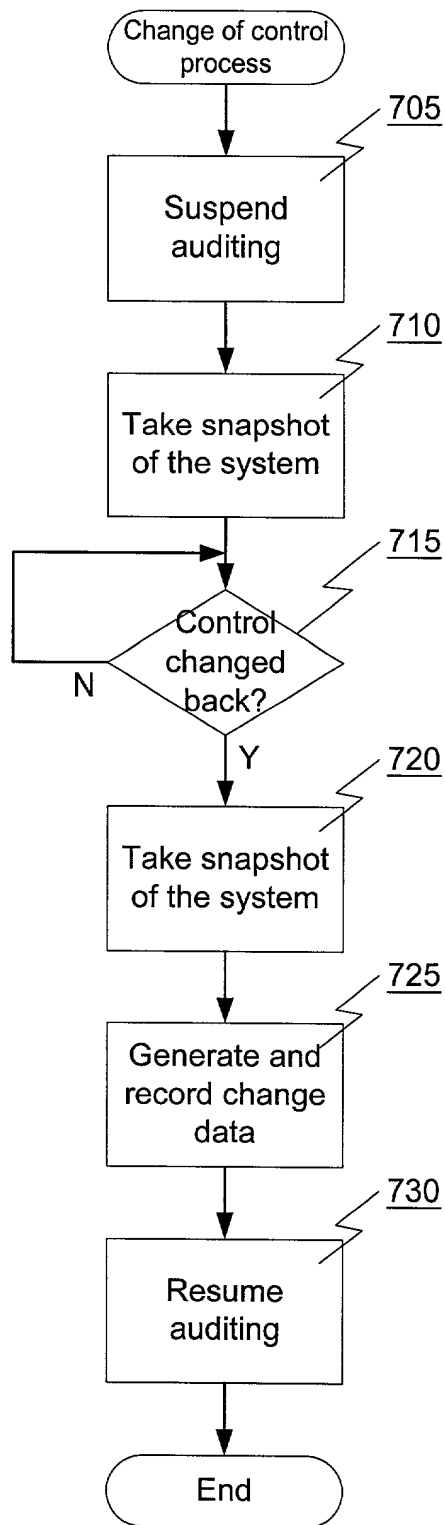 Change of control
process
705
Suspend
auditing
710
Take snapshot
of the system
715
Control
changed
back?
N
Y
720
Take snapshot
of the system
725
Generate and
record change
data
730
Resume
auditing
End